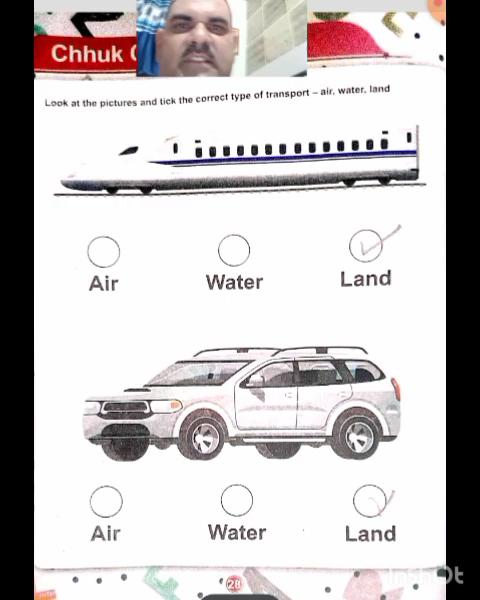 Chhuk
Look at the pictures and tick the correct type of transport – air, water, land
Air Water Land
Air Water Land
28
InShOt